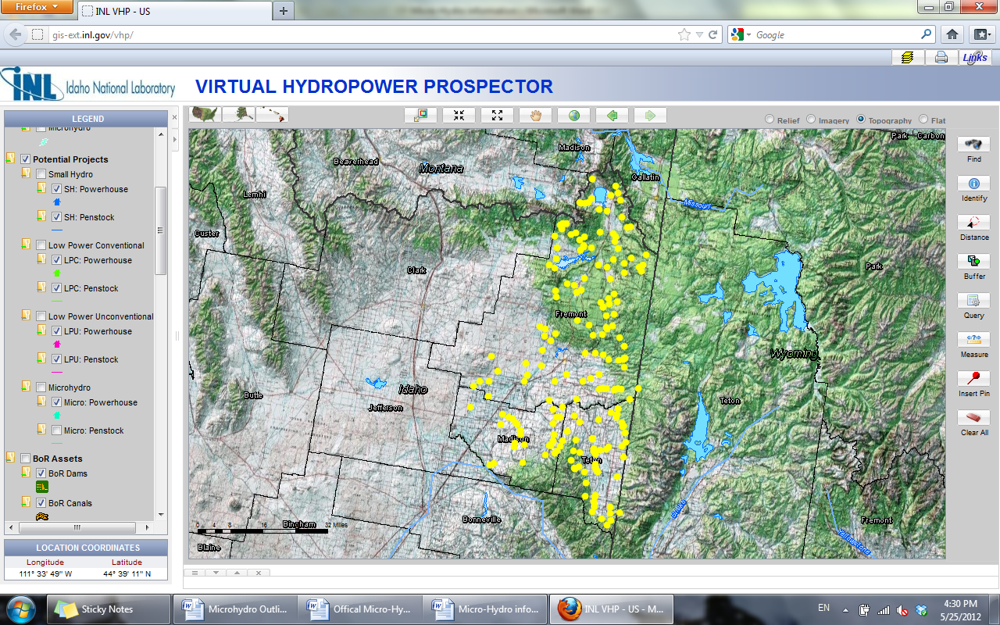 Firefox
INL VHP - US
gis-ext.inl.gov/vhp/
Google
Links
INL Idaho National Laboratory
VIRTUAL HYDROPOWER PROSPECTOR
LEGEND
Microhydro
Potential Projects
Small Hydro
SH: Powerhouse
SH: Penstock
Low Power Conventional
LPC: Powerhouse
LPC: Penstock
Low Power Unconventional
LPU: Powerhouse
LPU: Penstock
Microhydro
Micro: Powerhouse
Micro: Penstock
BoR Assets
BoR Dams
BoR Canals
LOCATION COORDINATES
Longitude Latitude
111° 33' 49" W 44° 39' 11" N
Relief Imagery Topography Flat
Park Carbon
Madison
Beaverhead
Montana
Gallatin
Lemhi
Missouri
Custer
Clark
Park
Fremont
Wyoming
Idaho
Butte
Jefferson
Teton
Madison
Teton
Snake
Bonneville
Bingham
Fremont
Blaine
Yellowstone
0 4 8 16 32 Miles
Find
Identify
Distance
Buffer
Query
Measure
Insert Pin
Clear All
Sticky Notes
Microhydro Outli...
Offical Micro-Hy...
Micro-Hydro info...
INL VHP - US - M...
EN
4:30 PM
5/25/2012